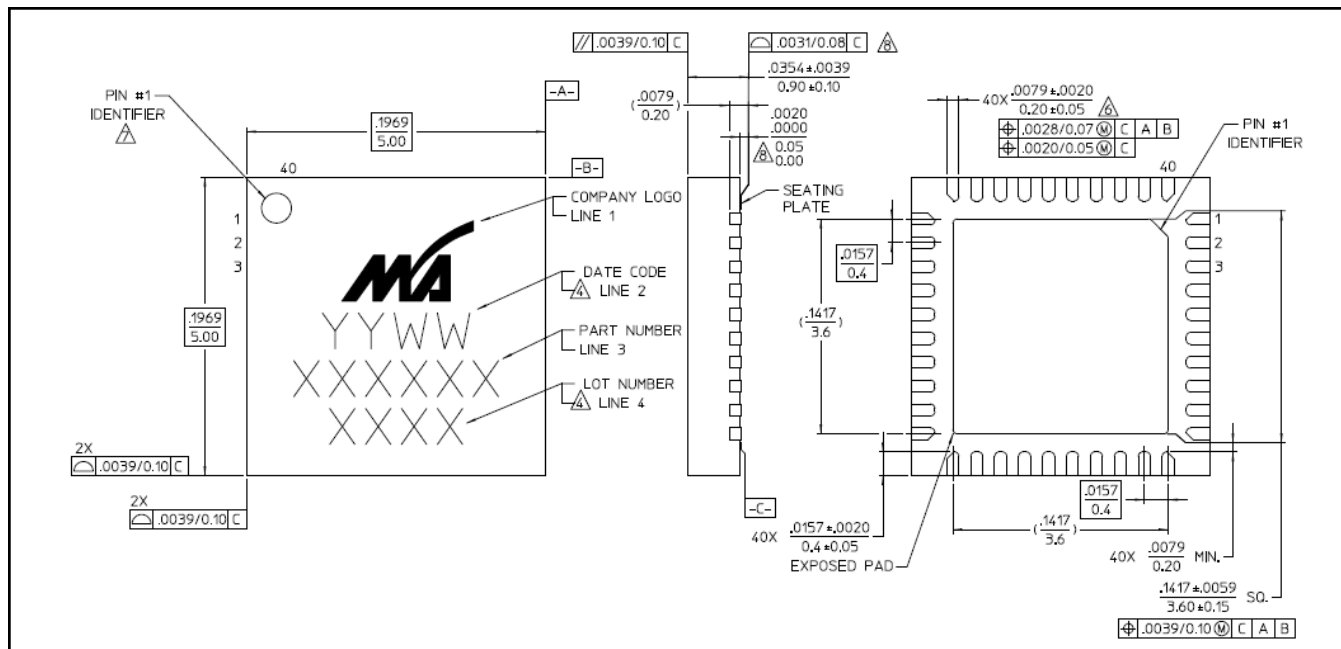 // .0039/0.10 C
⌓ .0031/0.08 C 8
.0354±.0039
0.90±0.10
(.0079
0.20)
.0020
.0000
0.05
0.00
8
SEATING
PLATE
-A-
PIN #1
IDENTIFIER
7
.1969
5.00
40
-B-
1
2
3
COMPANY LOGO
LINE 1
MA
DATE CODE
4 LINE 2
YYWW
PART NUMBER
LINE 3
XXXXXX
LOT NUMBER
4 LINE 4
XXXX
.1969
5.00
2X
⌓ .0039/0.10 C
2X
⌓ .0039/0.10 C
-C-
40X .0079±.0020
0.20±0.05 6
⌖ .0028/0.07 Ⓜ C A B
⌖ .0020/0.05 Ⓜ C
PIN #1
IDENTIFIER
40
1
2
3
.0157
0.4
(.1417
3.6)
40X .0157±.0020
0.4±0.05
EXPOSED PAD
(.1417
3.6)
.0157
0.4
40X .0079
0.20 MIN.
.1417±.0059
3.60±0.15 SQ.
⌖ .0039/0.10 Ⓜ C A B